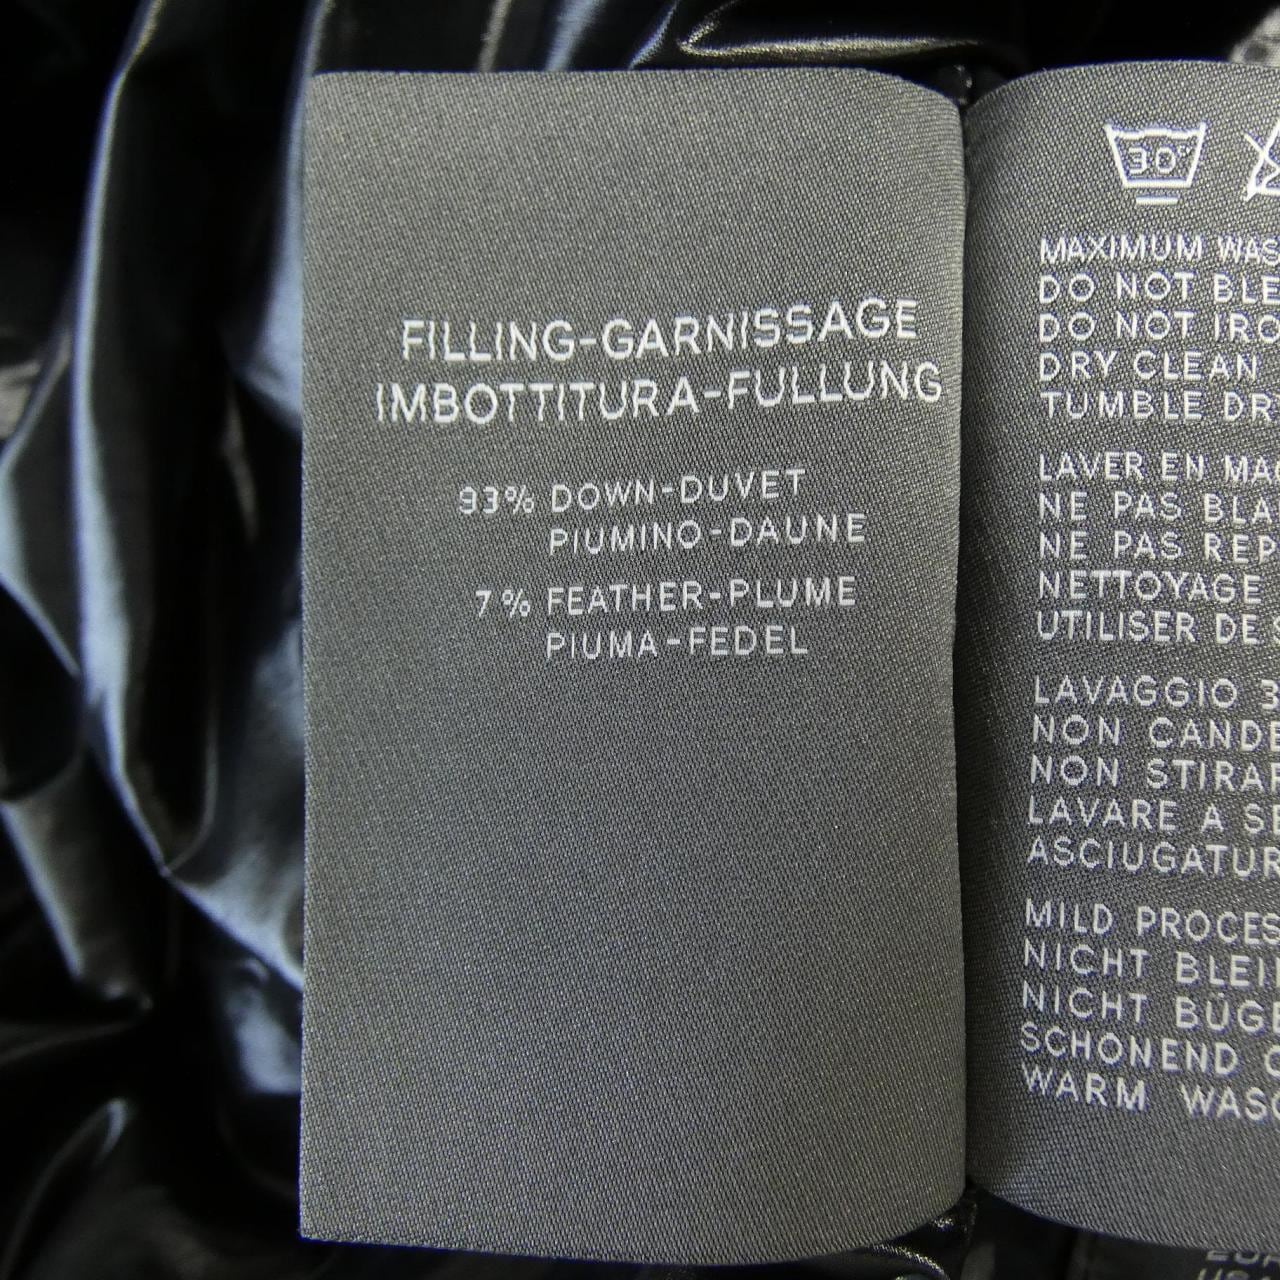 FILLING-GARNISSAGE
IMBOTTITURA-FULLUNG
93% DOWN-DUVET
PIUMINO-DAUNE
7% FEATHER-PLUME
PIUMA-FEDEL
30°
MAXIMUM
DO NOT
DO NOT
DRY CLEAN
TUMBLE
LAVER EN
NE PAS
NE PAS
NETTOYAGE
UTILISER DE
LAVAGGIO
NON
NON
LAVARE A
MILD
NICHT
NICHT
SCHONEND
WARM